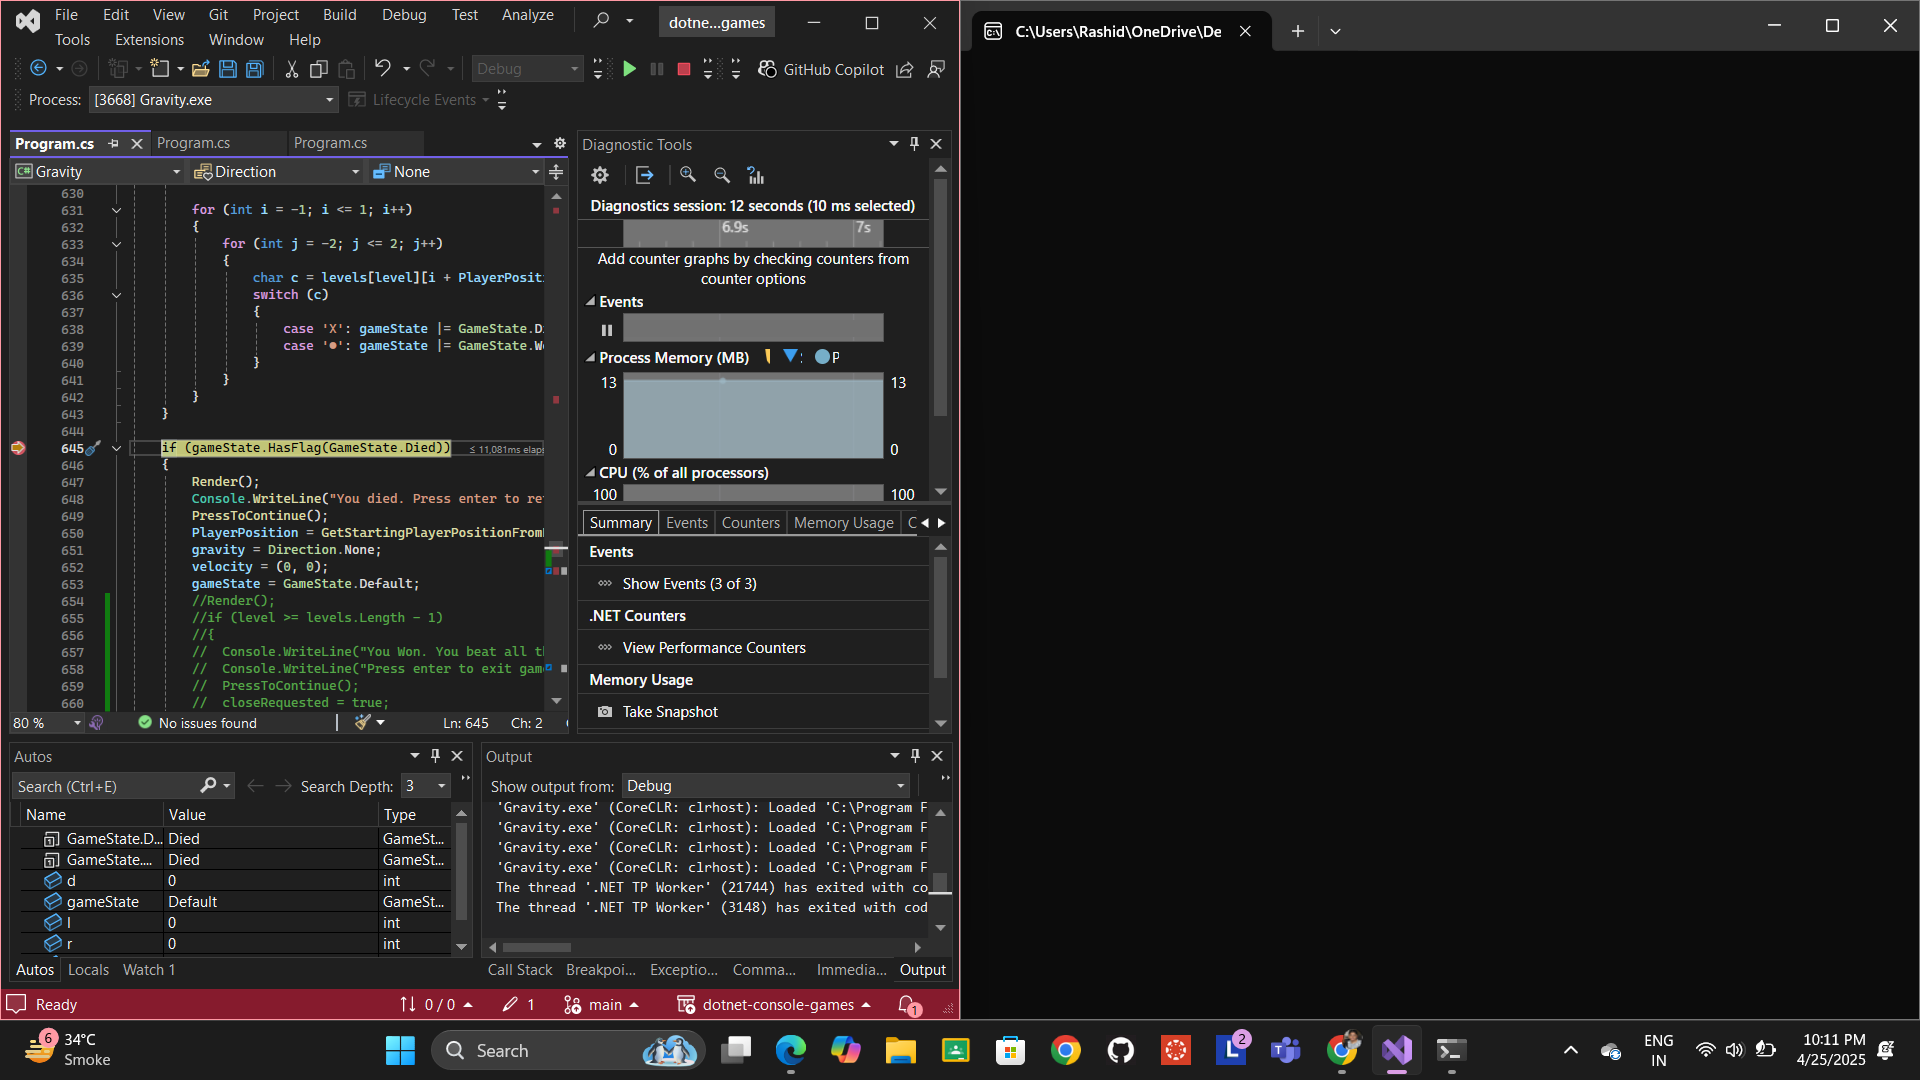 File Edit View Git Project Build Debug Test Analyze
dotne...games
Tools Extensions Window Help
Debug
GitHub Copilot
Process: [3668] Gravity.exe
Lifecycle Events
Program.cs
Program.cs
Program.cs
Gravity
Direction
None
630
631 for (int i = -1; i <= 1; i++)
632 {
633 for (int j = -2; j <= 2; j++)
634 {
635 char c = levels[level][i + PlayerPositi
636 switch (c)
637 {
638 case 'X': gameState |= GameState.D
639 case '●': gameState |= GameState.W
640 }
641 }
642 }
643 }
644
645 if (gameState.HasFlag(GameState.Died)) ≤ 11,081ms elap
646 {
647 Render();
648 Console.WriteLine("You died. Press enter to re
649 PressToContinue();
650 PlayerPosition = GetStartingPlayerPositionFrom
651 gravity = Direction.None;
652 velocity = (0, 0);
653 gameState = GameState.Default;
654 //Render();
655 //if (level >= levels.Length - 1)
656 //{
657 // Console.WriteLine("You Won. You beat all t
658 // Console.WriteLine("Press enter to exit gam
659 // PressToContinue();
660 // closeRequested = true;
80 %
No issues found
Ln: 645 Ch: 2
Diagnostic Tools
Diagnostics session: 12 seconds (10 ms selected)
6.9s 7s
Add counter graphs by checking counters from
counter options
Events
Process Memory (MB) P
13 13
0 0
CPU (% of all processors)
100 100
Summary Events Counters Memory Usage C
Events
Show Events (3 of 3)
.NET Counters
View Performance Counters
Memory Usage
Take Snapshot
Autos
Search (Ctrl+E)
Search Depth: 3
Name Value Type
GameState.D... Died GameSt...
GameState.... Died GameSt...
d 0 int
gameState Default GameSt...
l 0 int
r 0 int
Autos Locals Watch 1
Output
Show output from: Debug
'Gravity.exe' (CoreCLR: clrhost): Loaded 'C:\Program F
'Gravity.exe' (CoreCLR: clrhost): Loaded 'C:\Program F
'Gravity.exe' (CoreCLR: clrhost): Loaded 'C:\Program F
'Gravity.exe' (CoreCLR: clrhost): Loaded 'C:\Program F
The thread '.NET TP Worker' (21744) has exited with co
The thread '.NET TP Worker' (3148) has exited with cod
Call Stack Breakpoi... Exceptio... Comma... Immedia... Output
Ready
0 / 0
1
main
dotnet-console-games
1
C:\Users\Rashid\OneDrive\De
6
34°C
Smoke
Search
2
ENG
IN
10:11 PM
4/25/2025